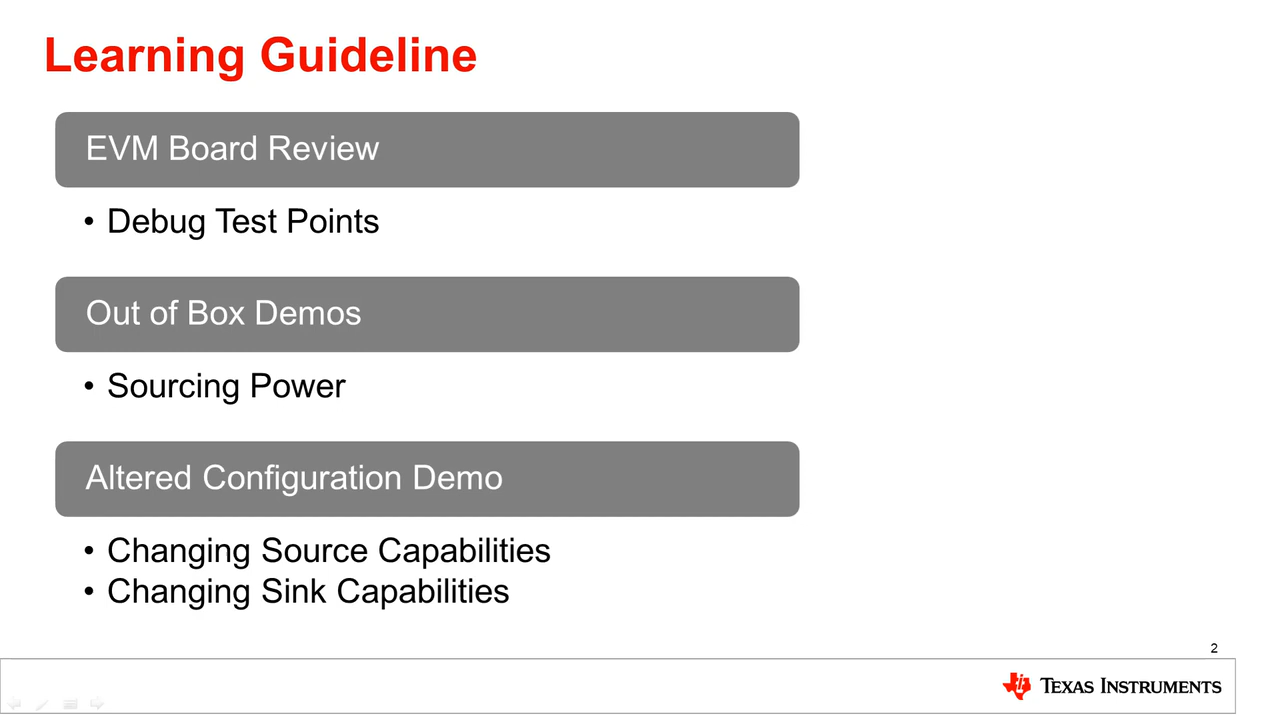 Learning Guideline
EVM Board Review
• Debug Test Points
Out of Box Demos
• Sourcing Power
Altered Configuration Demo
• Changing Source Capabilities
• Changing Sink Capabilities
2
TEXAS INSTRUMENTS